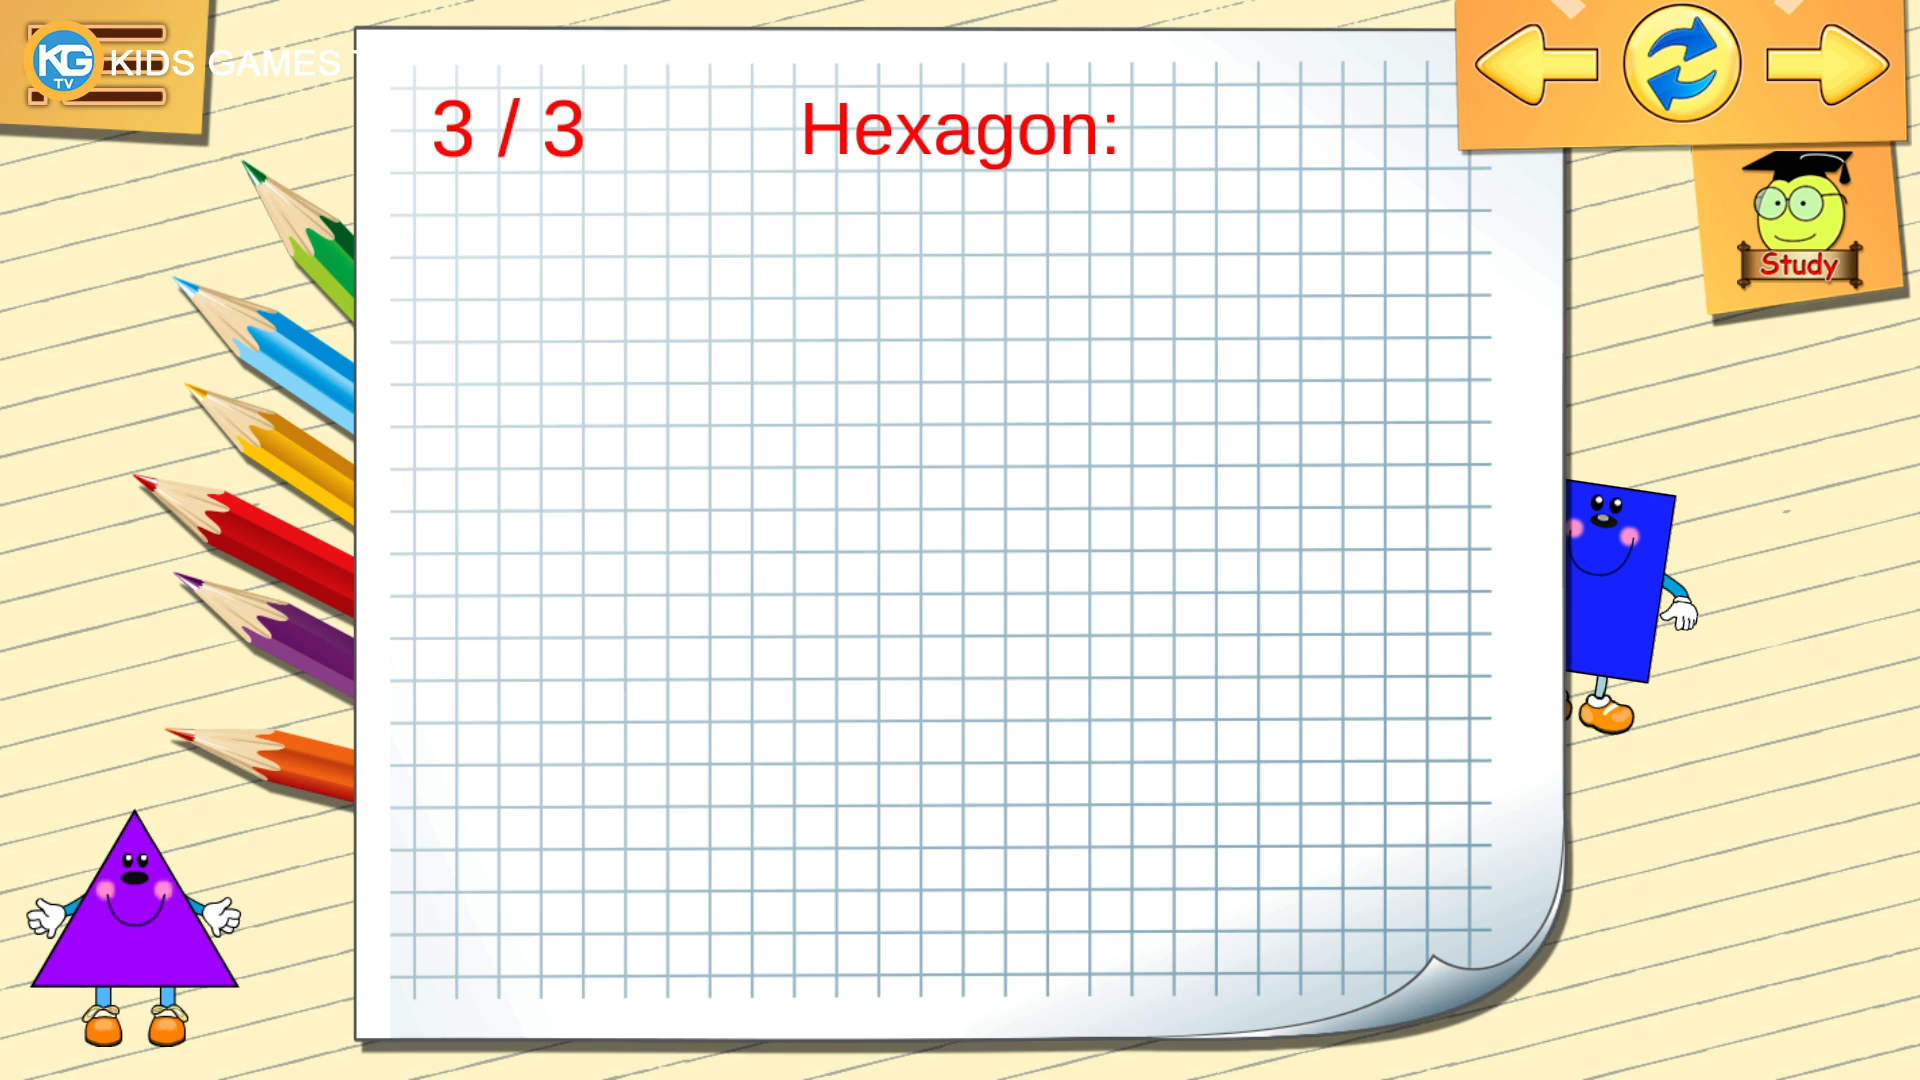 KG
TV
KIDS GAMES
3 / 3
Hexagon:
Study